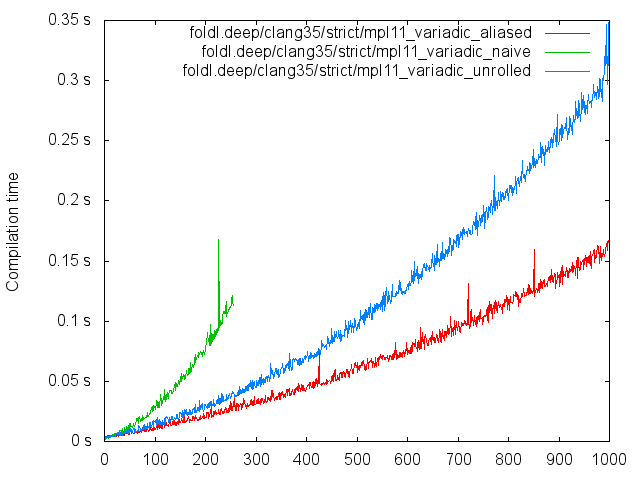 foldl.deep/clang35/strict/mpl11_variadic_aliased
foldl.deep/clang35/strict/mpl11_variadic_naive
foldl.deep/clang35/strict/mpl11_variadic_unrolled
Compilation time
0.35 s
0.3 s
0.25 s
0.2 s
0.15 s
0.1 s
0.05 s
0 s
0 100 200 300 400 500 600 700 800 900 1000